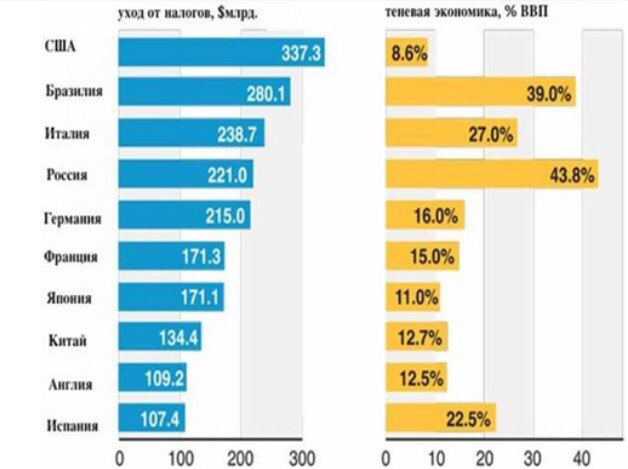 уход от налогов, $млрд. теневая экономика, % ВВП
США 337.3 8.6%
Бразилия 280.1 39.0%
Италия 238.7 27.0%
Россия 221.0 43.8%
Германия 215.0 16.0%
Франция 171.3 15.0%
Япония 171.1 11.0%
Китай 134.4 12.7%
Англия 109.2 12.5%
Испания 107.4 22.5%
0 100 200 300 0 10 20 30 40